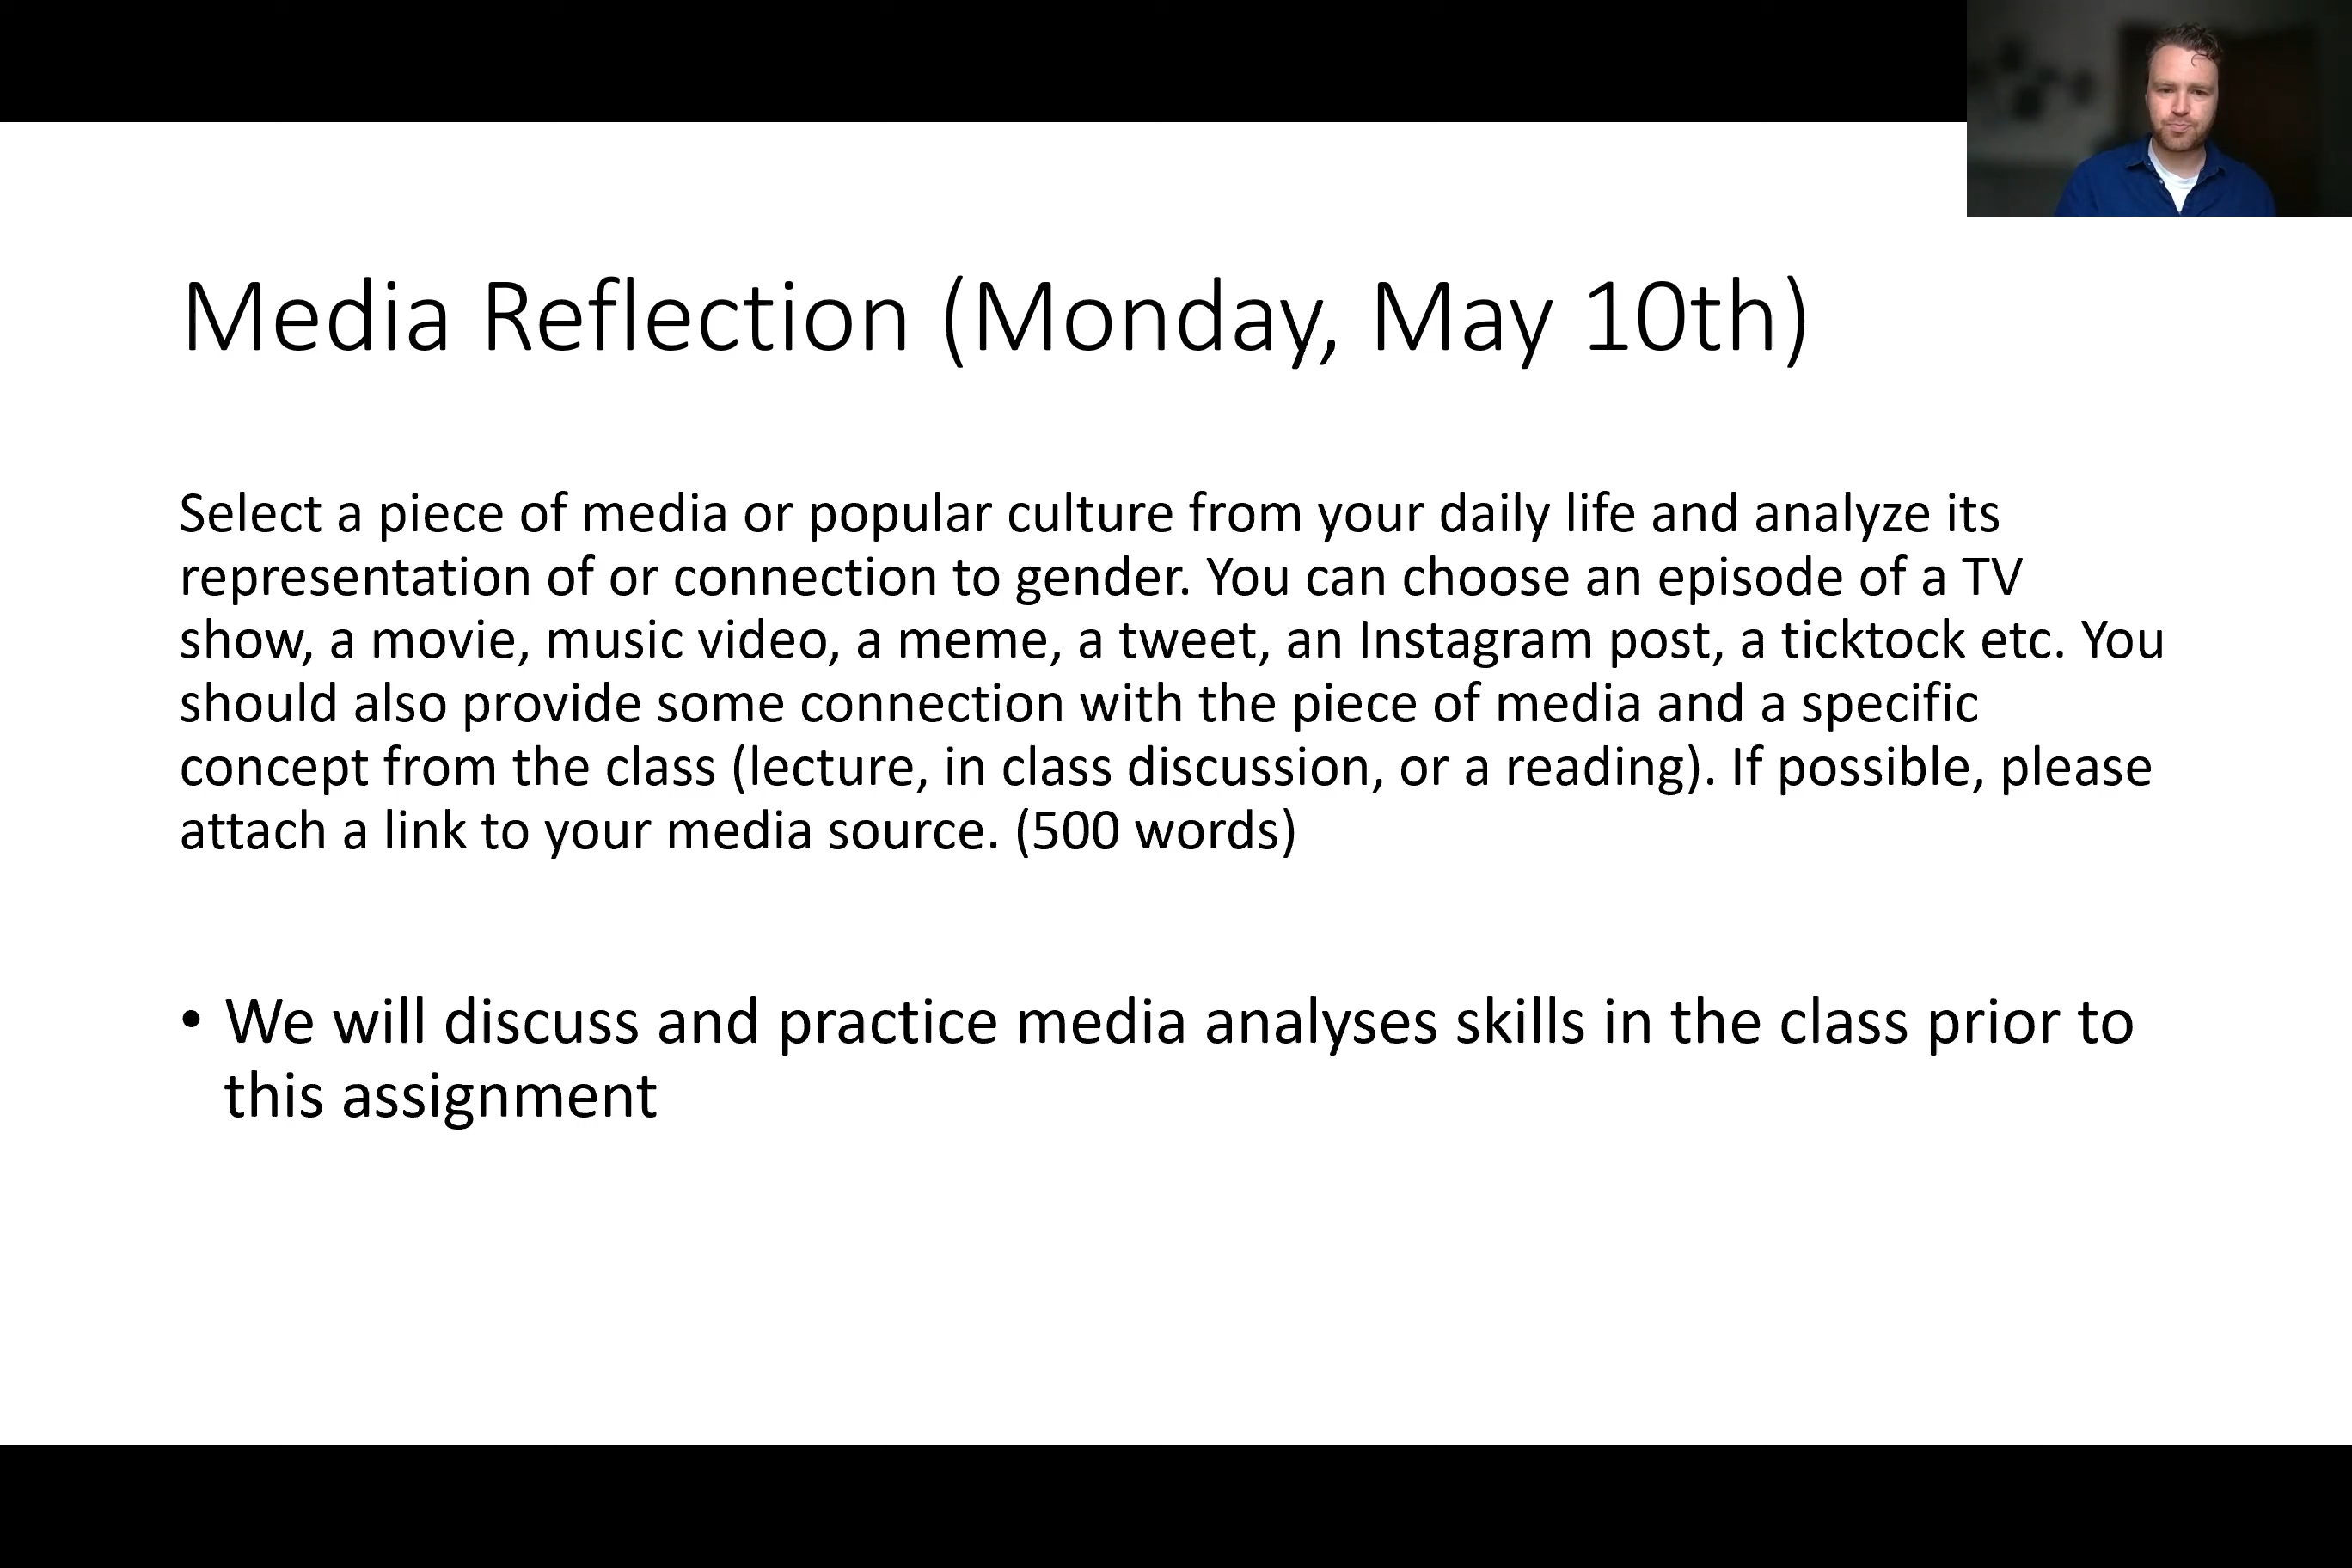 Media Reflection (Monday, May 10th)
Select a piece of media or popular culture from your daily life and analyze its
representation of or connection to gender. You can choose an episode of a TV
show, a movie, music video, a meme, a tweet, an Instagram post, a ticktock etc. You
should also provide some connection with the piece of media and a specific
concept from the class (lecture, in class discussion, or a reading). If possible, please
attach a link to your media source. (500 words)
• We will discuss and practice media analyses skills in the class prior to
this assignment